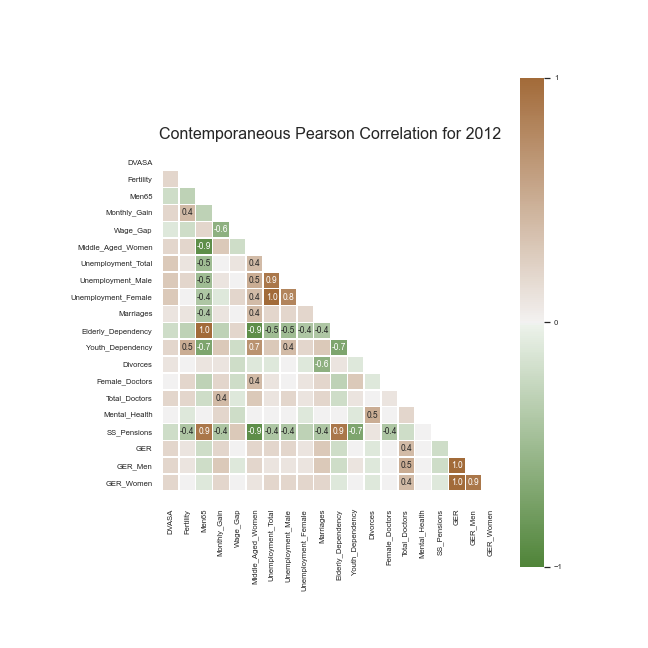 Contemporaneous Pearson Correlation for 2012
1
0
−1
DVASA
Fertility
Men65
Monthly_Gain 0.4
Wage_Gap -0.6
Middle_Aged_Women -0.9
Unemployment_Total -0.5 0.4
Unemployment_Male -0.5 0.5 0.9
Unemployment_Female -0.4 0.4 1.0 0.8
Marriages -0.4 0.4
Elderly_Dependency 1.0 -0.9 -0.5 -0.5 -0.4 -0.4
Youth_Dependency 0.5 -0.7 0.7 0.4 -0.7
Divorces -0.6
Female_Doctors 0.4
Total_Doctors 0.4
Mental_Health 0.5
SS_Pensions -0.4 0.9 -0.4 -0.9 -0.4 -0.4 -0.4 0.9 -0.7 -0.4
GER 0.4
GER_Men 0.5 1.0
GER_Women 0.4 1.0 0.9
DVASA
Fertility
Men65
Monthly_Gain
Wage_Gap
Middle_Aged_Women
Unemployment_Total
Unemployment_Male
Unemployment_Female
Marriages
Elderly_Dependency
Youth_Dependency
Divorces
Female_Doctors
Total_Doctors
Mental_Health
SS_Pensions
GER
GER_Men
GER_Women